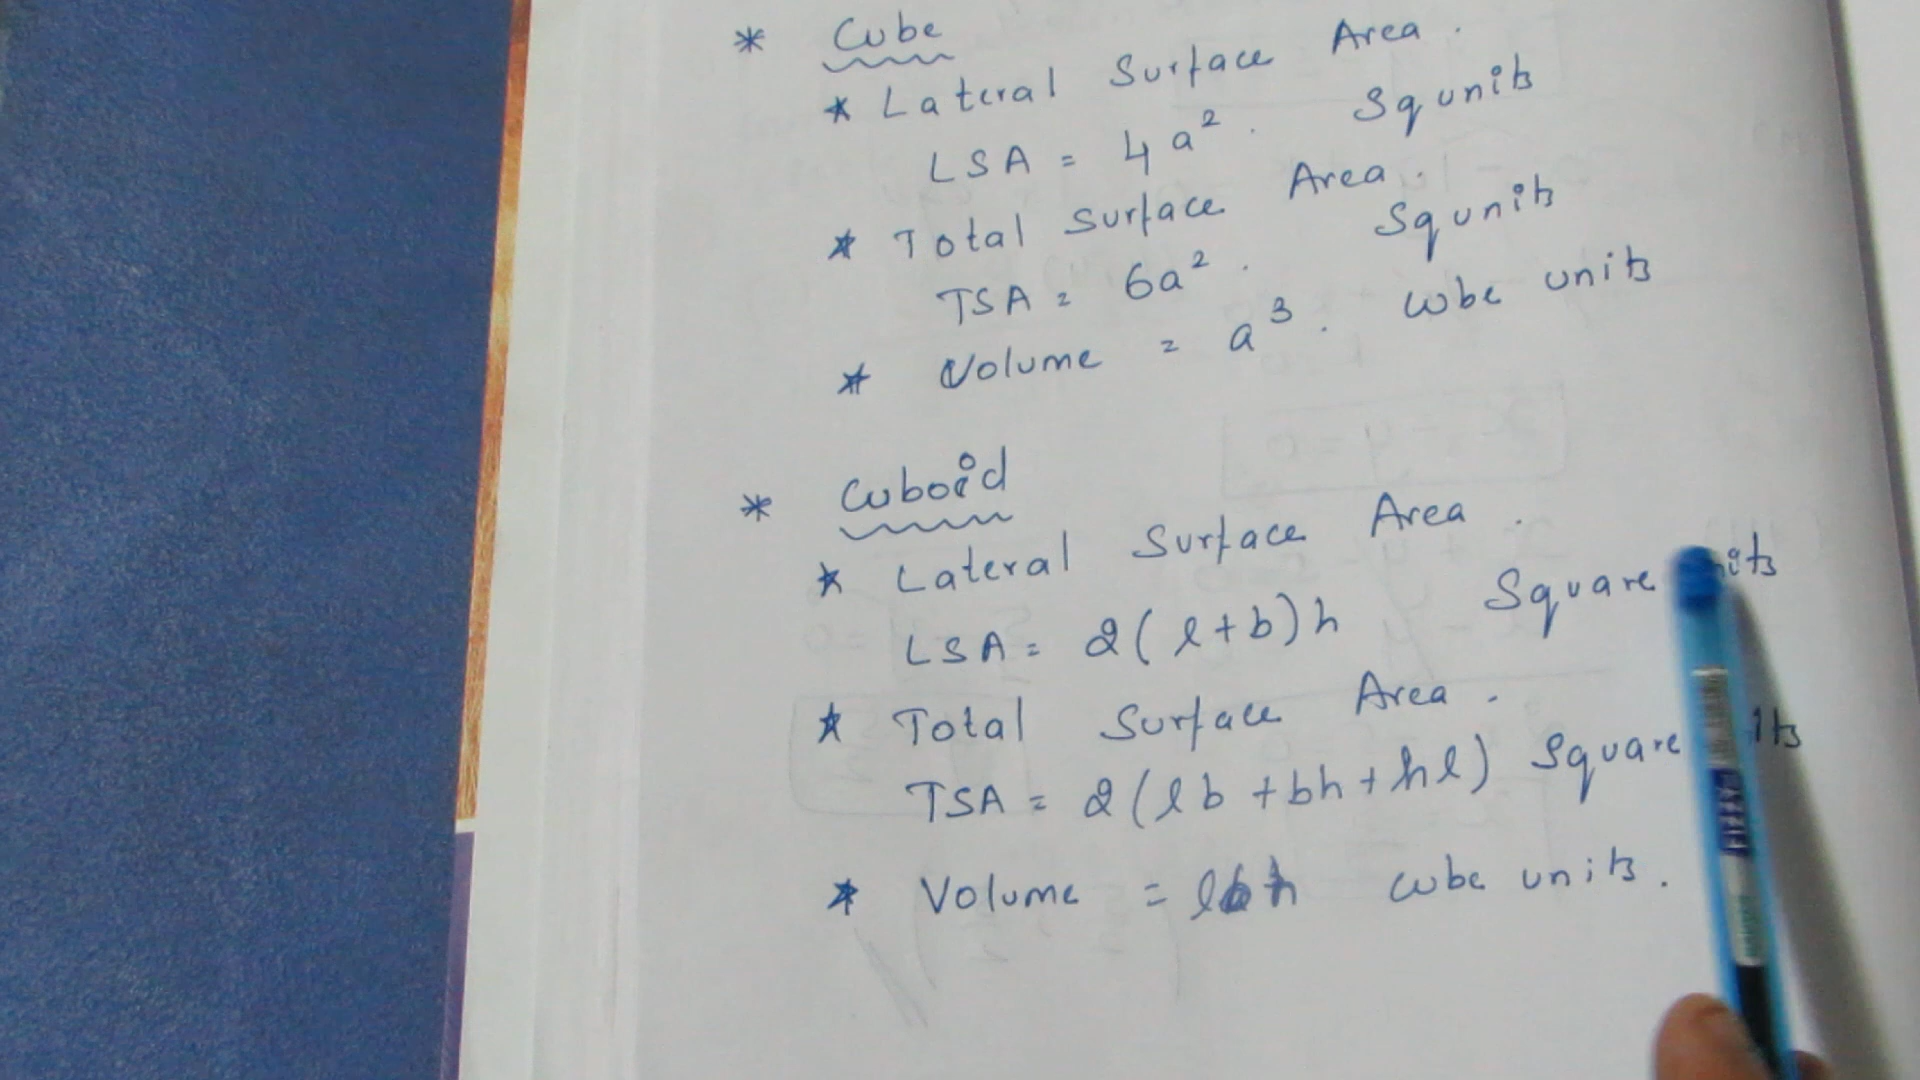 * Cube
* Lateral Surface Area.
LSA = 4a². Sq units
* Total Surface Area.
TSA = 6a². Sq units
* Volume = a³. cube units
* Cuboid
* Lateral Surface Area.
LSA = 2(l+b)h Square
* Total Surface Area.
TSA = 2(lb+bh+hl) Square
* Volume = lbh cube units.